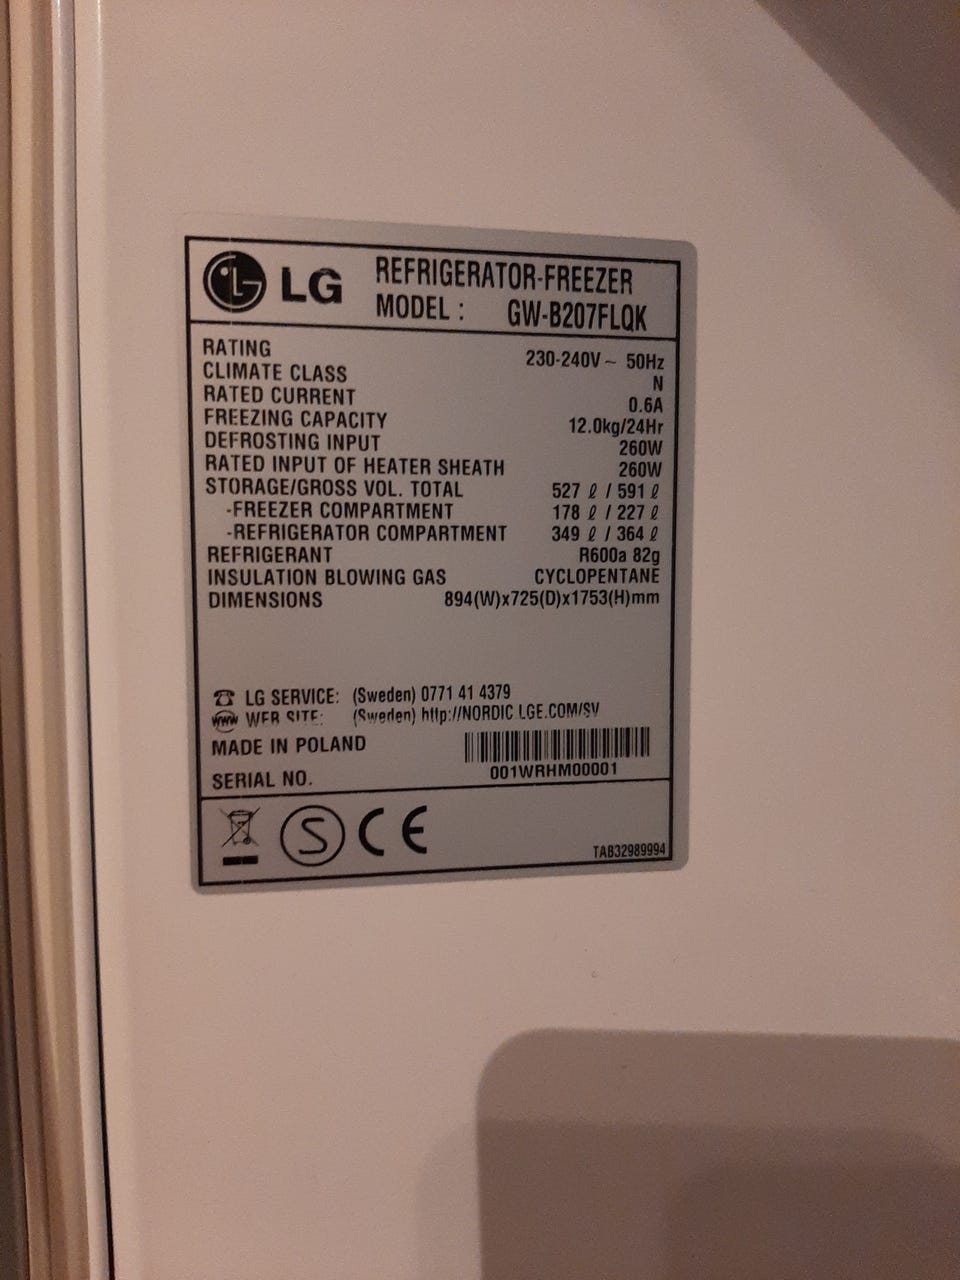 LG REFRIGERATOR-FREEZER
MODEL : GW-B207FLQK
RATING 230-240V ~ 50Hz
CLIMATE CLASS N
RATED CURRENT 0.6A
FREEZING CAPACITY 12.0kg/24Hr
DEFROSTING INPUT 260W
RATED INPUT OF HEATER SHEATH 260W
STORAGE/GROSS VOL. TOTAL 527 ℓ / 591 ℓ
-FREEZER COMPARTMENT 178 ℓ / 227 ℓ
-REFRIGERATOR COMPARTMENT 349 ℓ / 364 ℓ
REFRIGERANT R600a 82g
INSULATION BLOWING GAS CYCLOPENTANE
DIMENSIONS 894(W)x725(D)x1753(H)mm
LG SERVICE: (Sweden) 0771 41 4379
www WEB SITE: (Sweden) http://NORDIC.LGE.COM/SV
MADE IN POLAND
SERIAL NO. 001WRHM00001
S CE
TAB32989994